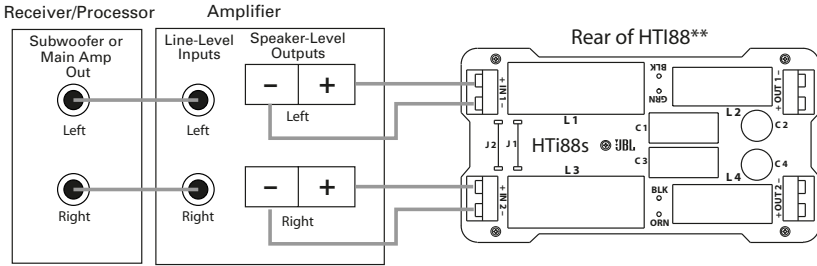 Receiver/Processor
Amplifier
Subwoofer or
Main Amp
Out
Left
Right
Line-Level
Inputs
Left
Right
Speaker-Level
Outputs
− +
Left
− +
Right
Rear of HTI88**
+ IN 1 −
L 1
BLK
GRN
L 2
+ OUT 1 −
C 1
C 2
J 2
J 1
HTi88s
JBL
C 3
C 4
L 3
L 4
+ IN 2 −
BLK
ORN
+ OUT 2 −